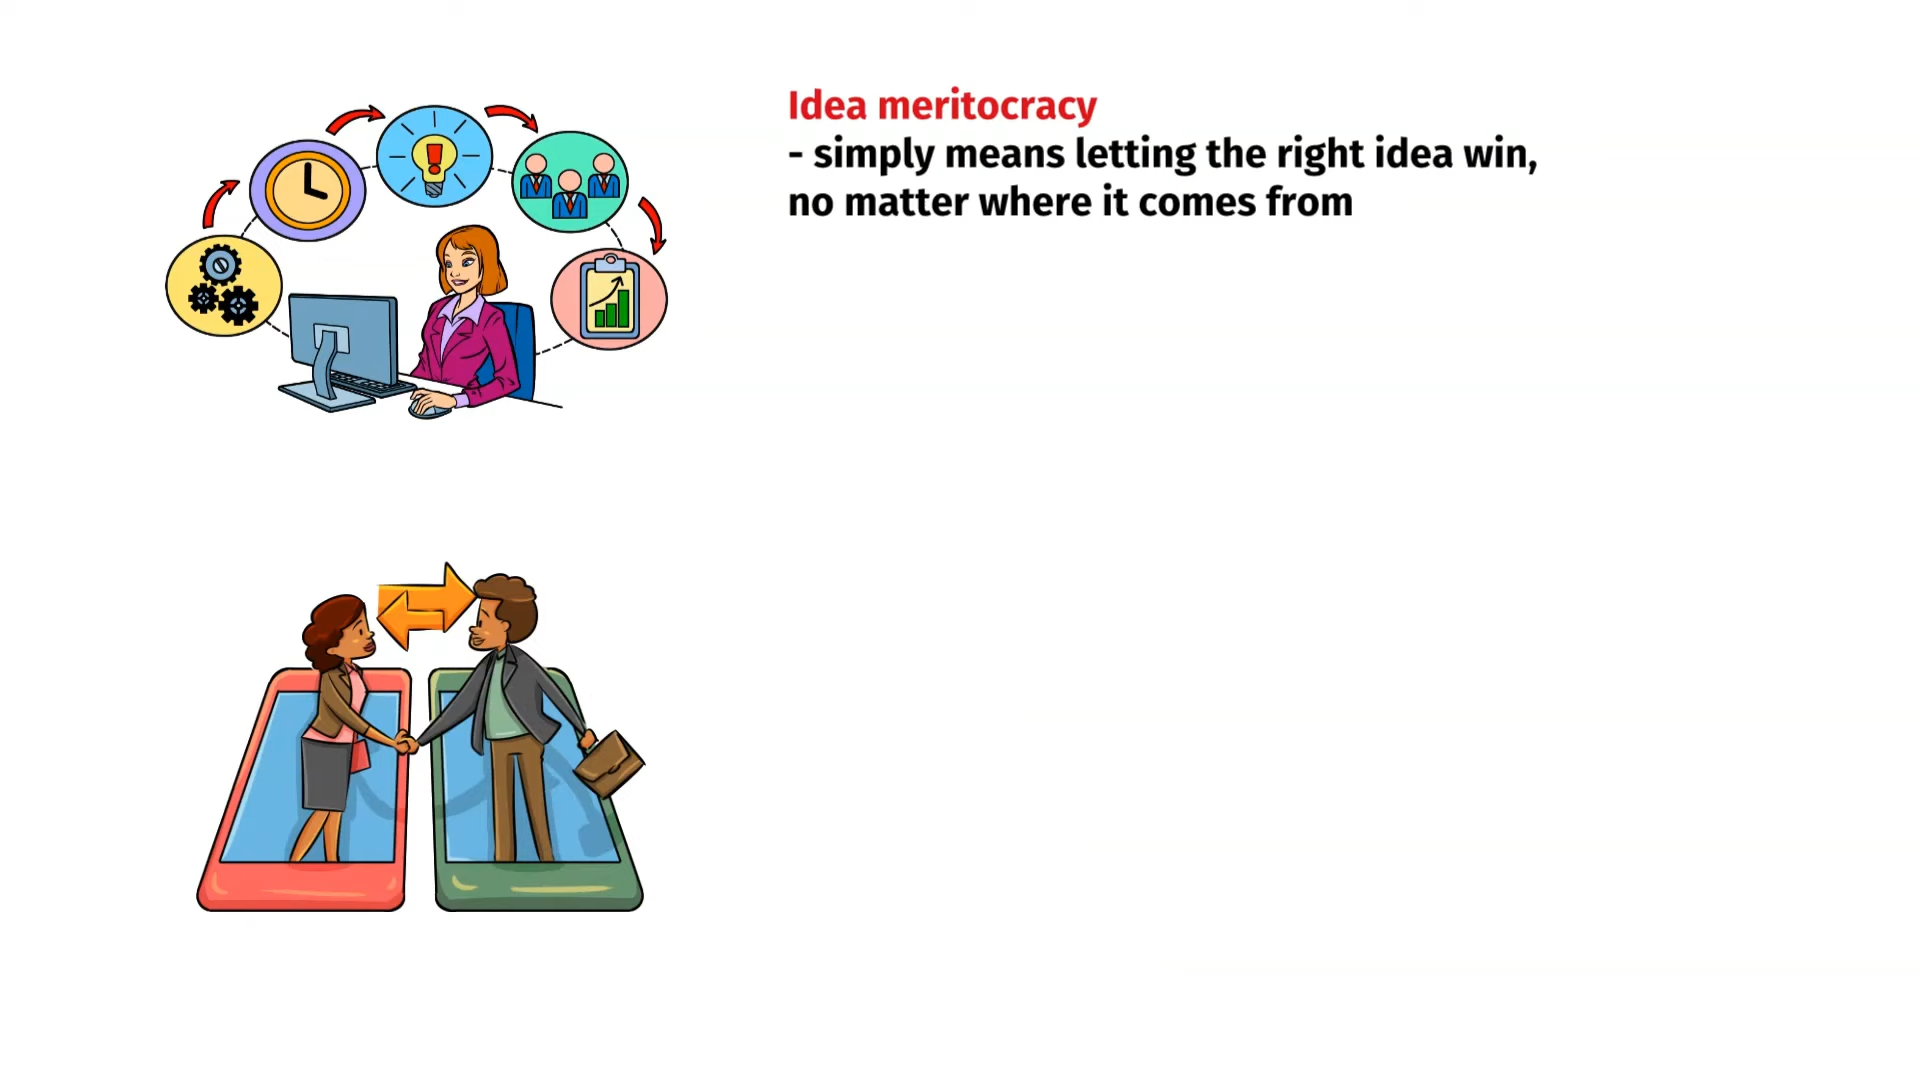 Idea meritocracy
- simply means letting the right idea win,
no matter where it comes from